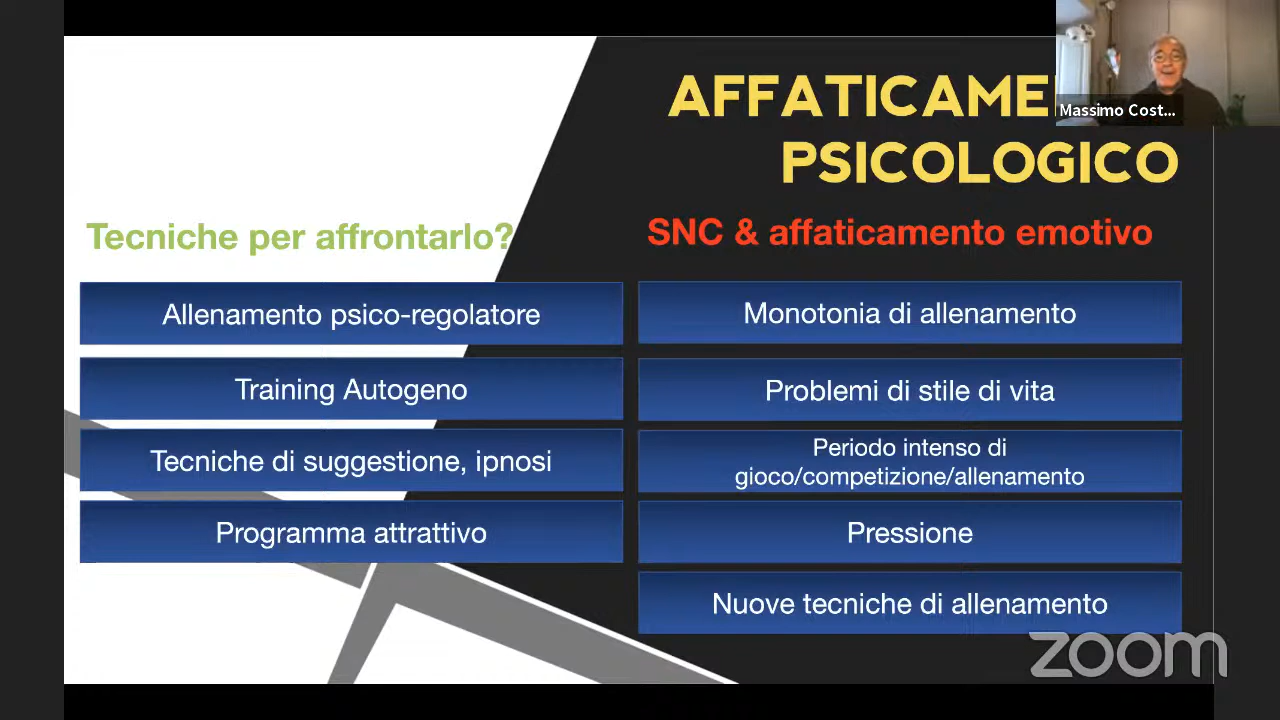 AFFATICAME
PSICOLOGICO
Massimo Cost...
Tecniche per affrontarlo?
Allenamento psico-regolatore
Training Autogeno
Tecniche di suggestione, ipnosi
Programma attrattivo
SNC & affaticamento emotivo
Monotonia di allenamento
Problemi di stile di vita
Periodo intenso di
gioco/competizione/allenamento
Pressione
Nuove tecniche di allenamento
zoom